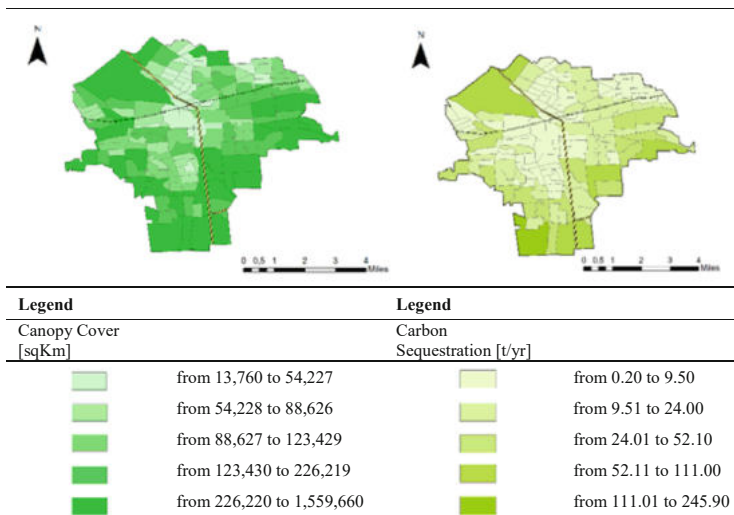 N
N
0 0.5 1 2 3 4
Miles
0 0.5 1 2 3 4
Miles
Legend
Legend
Canopy Cover
[sqKm]
Carbon
Sequestration [t/yr]
from 13,760 to 54,227
from 0.20 to 9.50
from 54,228 to 88,626
from 9.51 to 24.00
from 88,627 to 123,429
from 24.01 to 52.10
from 123,430 to 226,219
from 52.11 to 111.00
from 226,220 to 1,559,660
from 111.01 to 245.90